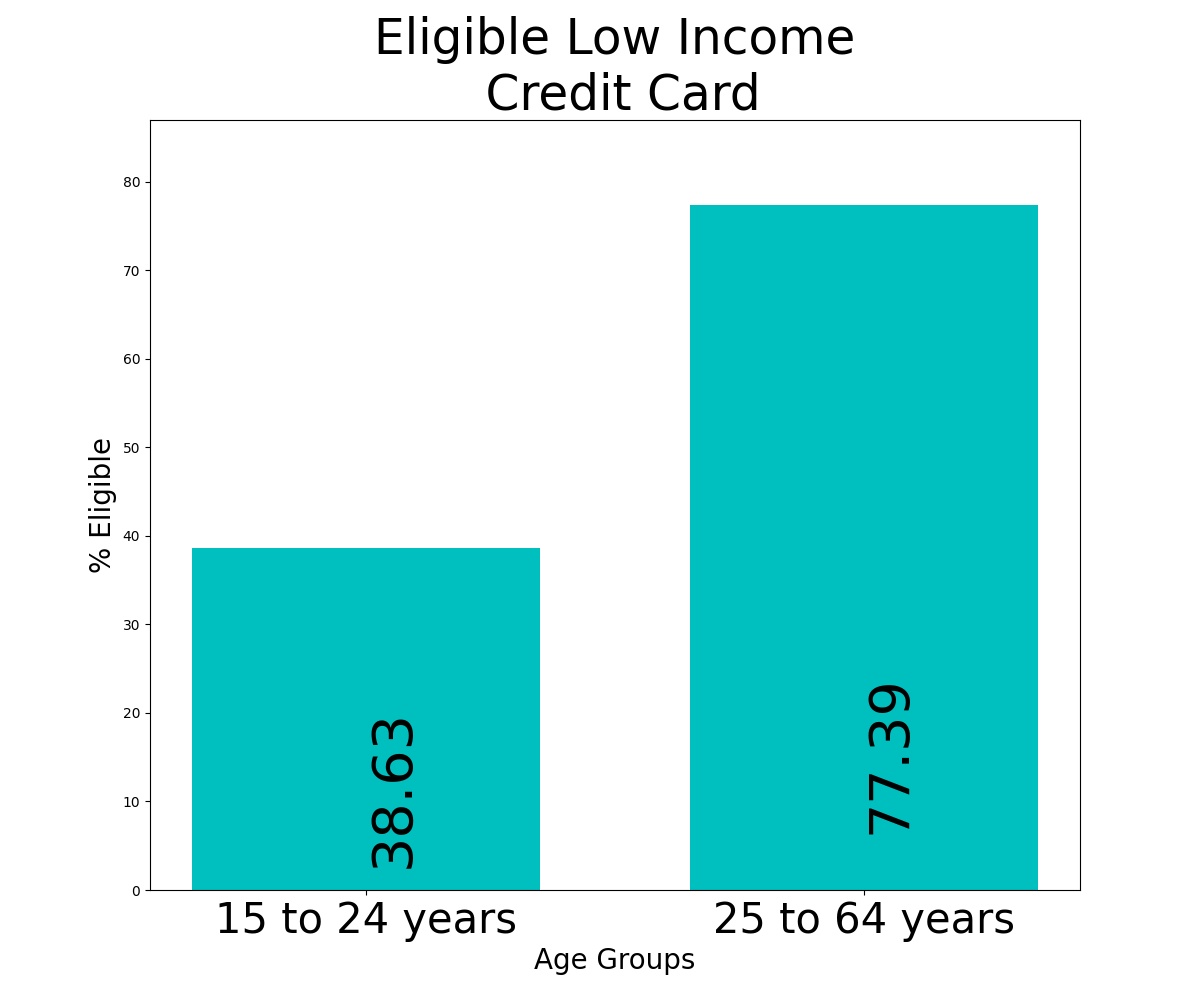 Eligible Low Income
Credit Card
80
70
60
50
40
30
20
10
0
% Eligible
38.63
77.39
15 to 24 years
25 to 64 years
Age Groups